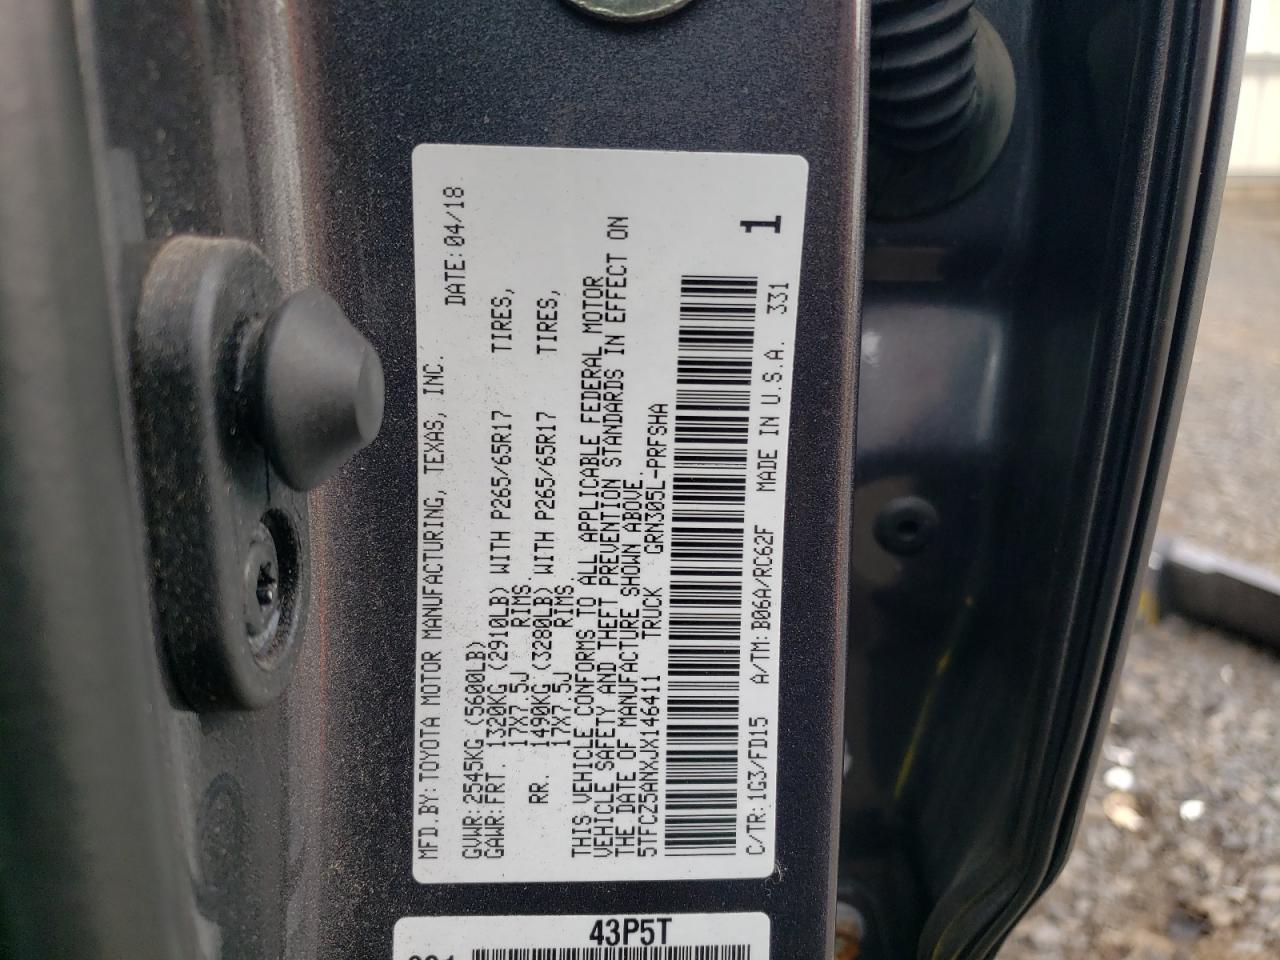 MFD.BY:TOYOTA MOTOR MANUFACTURING, TEXAS, INC. DATE:04/18
GVWR:2545KG (5600LB)
GAWR:FRT. 1320KG (2910LB) WITH P265/65R17 TIRES,
17X7.5J RIMS.
RR. 1490KG (3280LB) WITH P265/65R17 TIRES,
17X7.5J RIMS.
THIS VEHICLE CONFORMS TO ALL APPLICABLE FEDERAL MOTOR
VEHICLE SAFETY AND THEFT PREVENTION STANDARDS IN EFFECT ON
THE DATE OF MANUFACTURE SHOWN ABOVE.
5TFCZ5ANXJX146411 TRUCK GRN305L-PRFSHA
C/TR:1G3/FD15 A/TM:B06A/RC62F MADE IN U.S.A. 331
1
43P5T